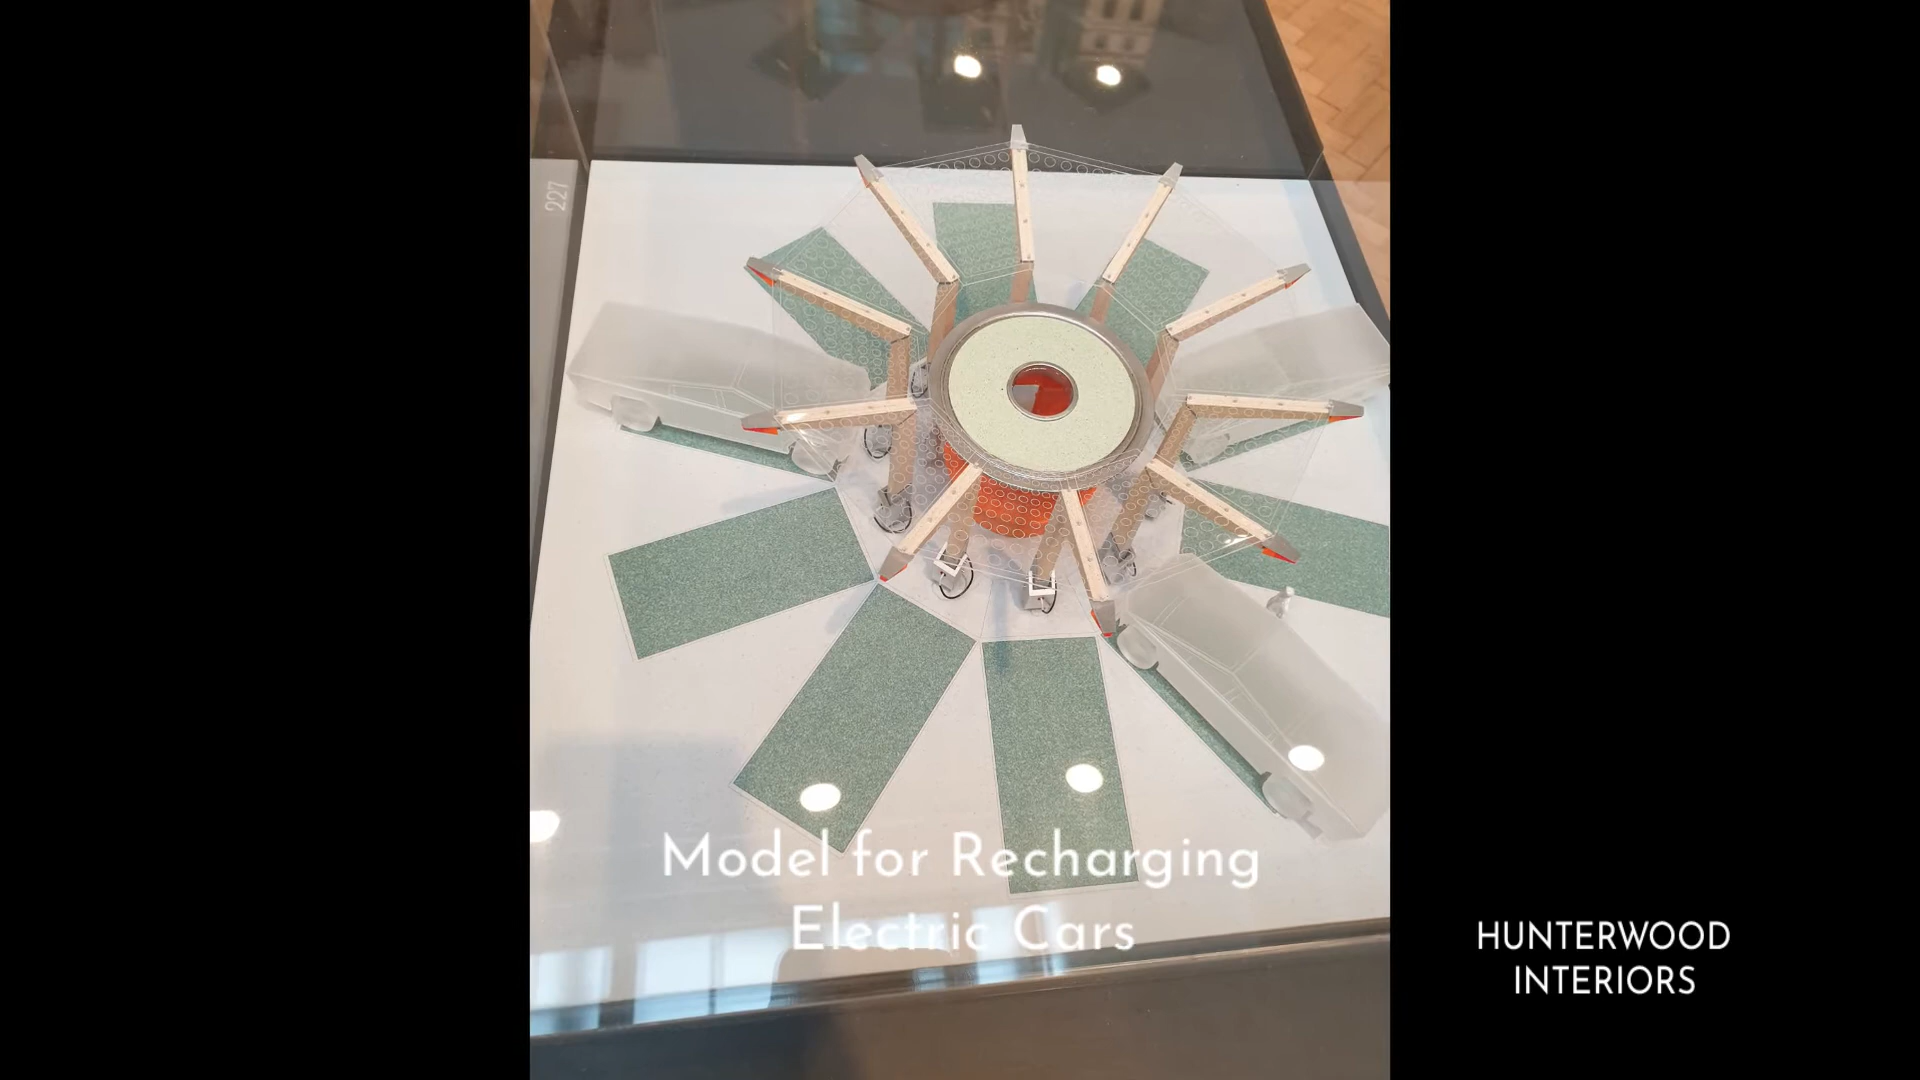 227
Model for Recharging
Electric Cars
HUNTERWOOD
INTERIORS